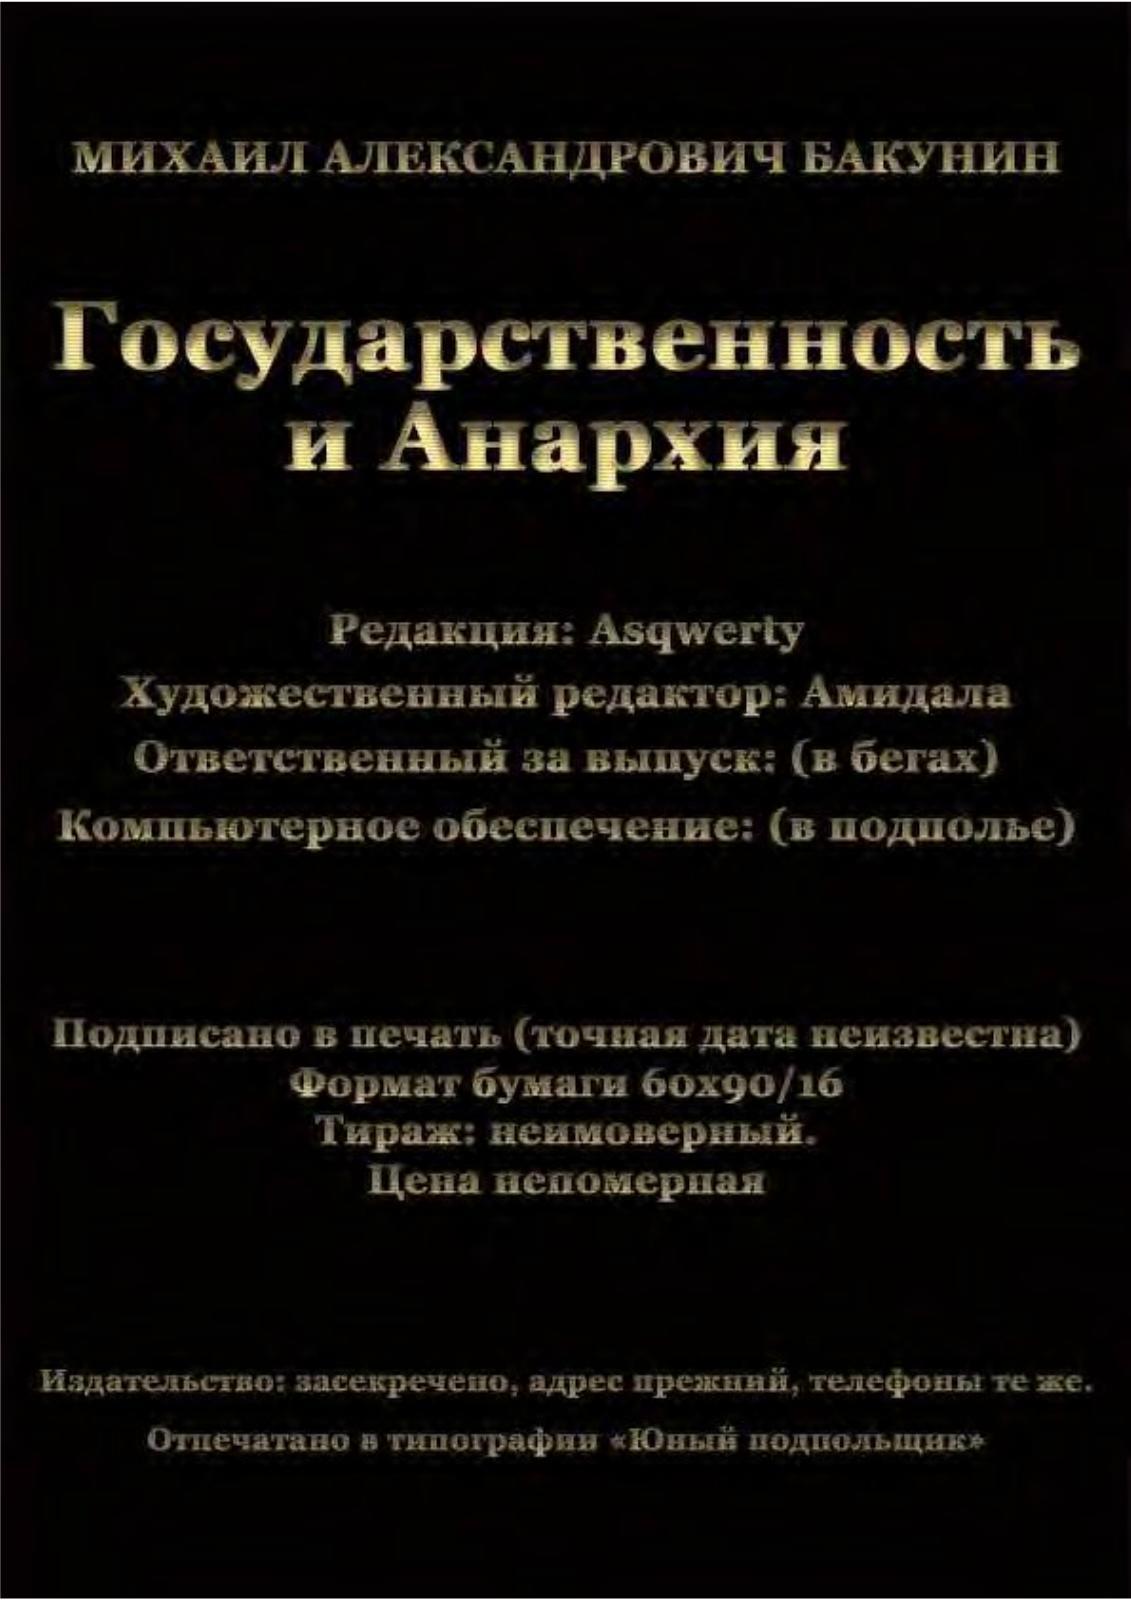 МИХАИЛ АЛЕКСАНДРОВИЧ БАКУНИН
Государственность
и Анархия
Редакция: Asqwerty
Художественный редактор: Амидала
Ответственный за выпуск: (в бегах)
Компьютерное обеспечение: (в подполье)
Подписано в печать (точная дата неизвестна)
Формат бумаги 60х90/16
Тираж: неимоверный.
Цена непомерная
Издательство: засекречено, адрес прежний, телефоны те же.
Отпечатано в типографии «Юный подпольщик»